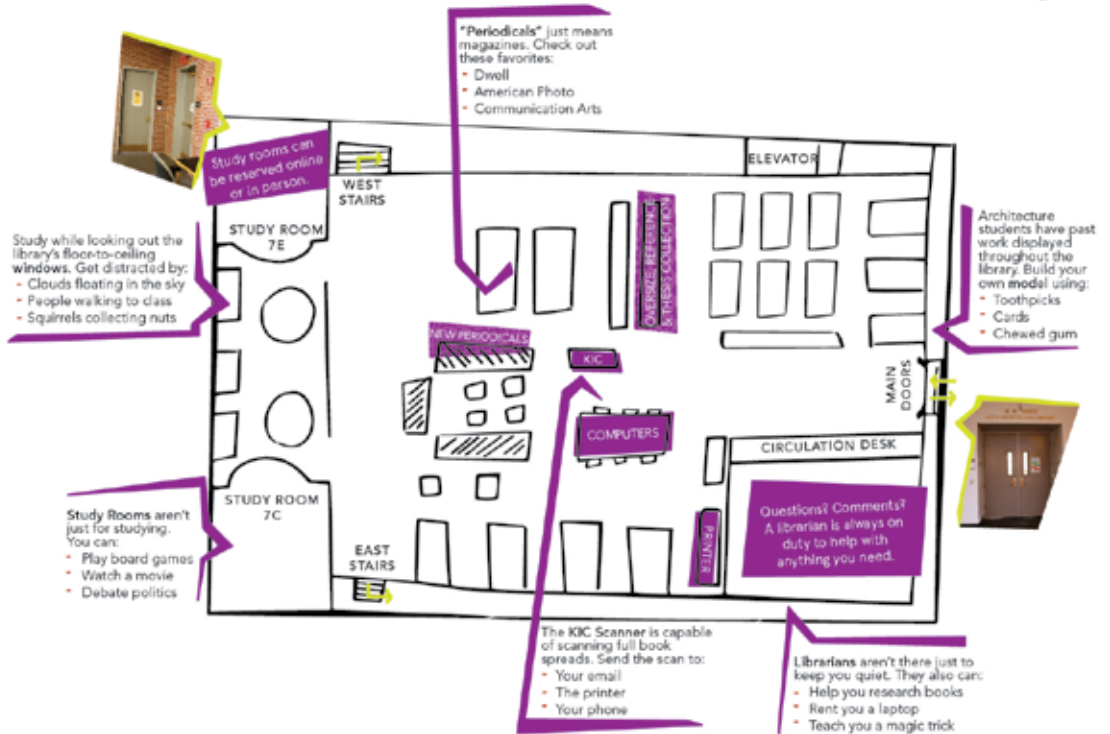 "Periodicals" just means
magazines. Check out
these favorites:
- Dwell
- American Photo
- Communication Arts
Study rooms can
be reserved online
or in person.
WEST
STAIRS
ELEVATOR
STUDY ROOM
7E
Study while looking out the
library's floor-to-ceiling
windows. Get distracted by:
- Clouds floating in the sky
- People walking to class
- Squirrels collecting nuts
OVERSIZE, REFERENCE
& THESIS COLLECTION
Architecture
students have past
work displayed
throughout the
library. Build your
own model using:
- Toothpicks
- Cards
- Chewed gum
NEW PERIODICALS
KIC
MAIN
DOORS
COMPUTERS
CIRCULATION DESK
STUDY ROOM
7C
Study Rooms aren't
just for studying.
You can:
- Play board games
- Watch a movie
- Debate politics
EAST
STAIRS
PRINTER
Questions? Comments?
A librarian is always on
duty to help with
anything you need.
The KIC Scanner is capable
of scanning full book
spreads. Send the scan to:
- Your email
- The printer
- Your phone
Librarians aren't there just to
keep you quiet. They also can:
- Help you research books
- Rent you a laptop
- Teach you a magic trick